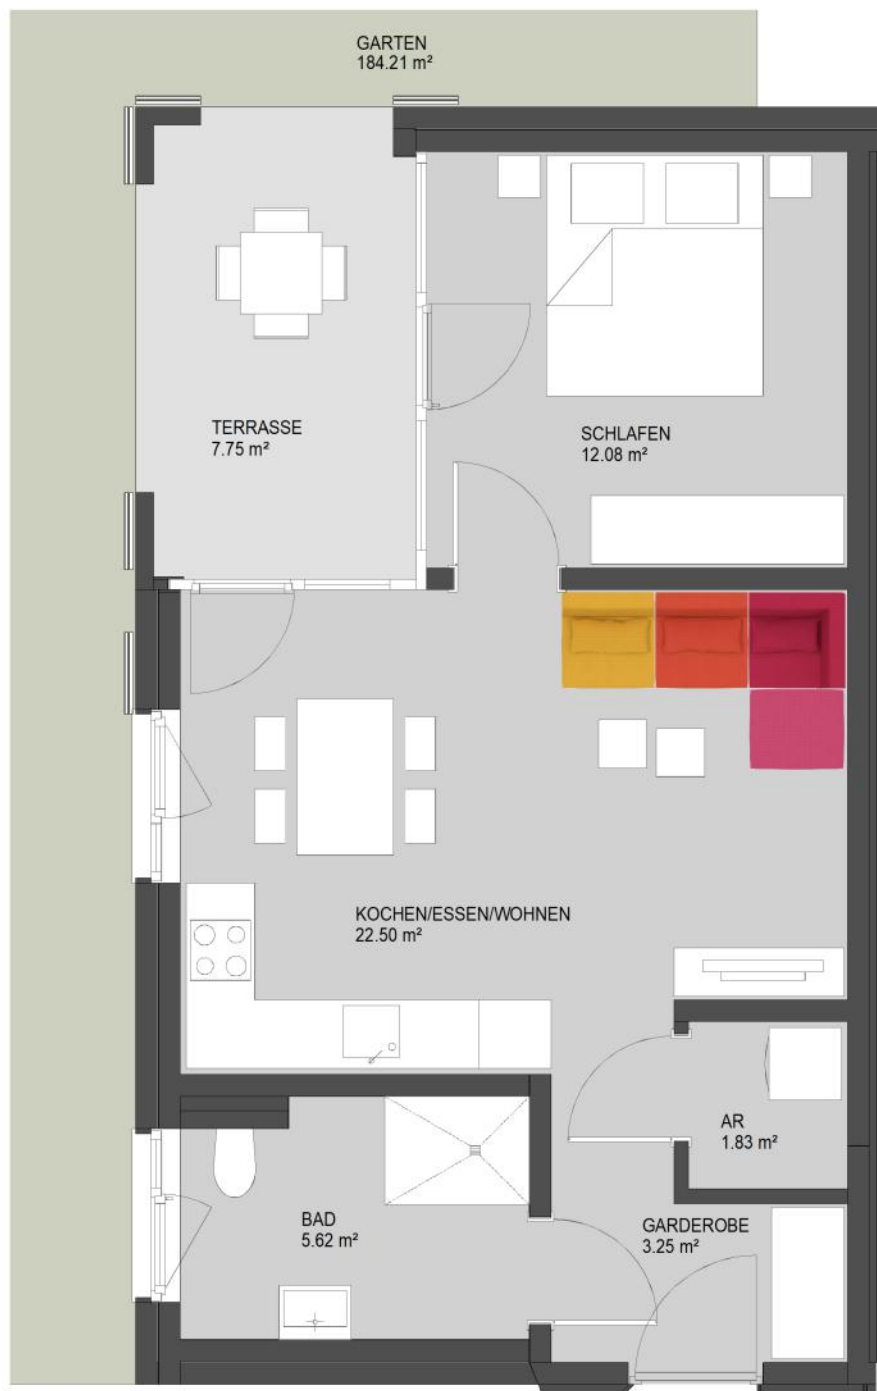 GARTEN
184.21 m²
TERRASSE
7.75 m²
SCHLAFEN
12.08 m²
KOCHEN/ESSEN/WOHNEN
22.50 m²
AR
1.83 m²
BAD
5.62 m²
GARDEROBE
3.25 m²